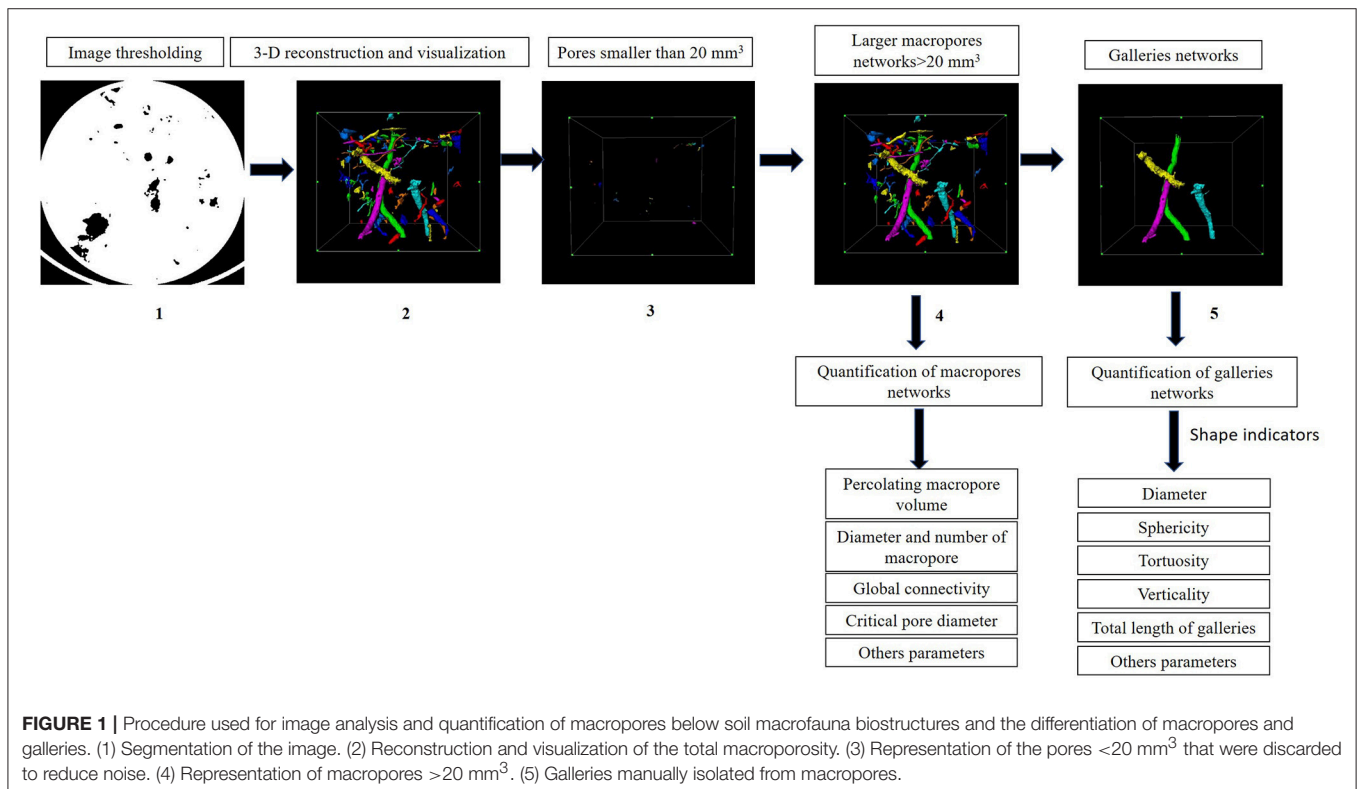 Image thresholding
3-D reconstruction and visualization
Pores smaller than 20 mm³
Larger macropores
networks>20 mm³
Galleries networks
1
2
3
4
5
Quantification of macropores
networks
Quantification of galleries
networks
Shape indicators
Percolating macropore
volume
Diameter and number of
macropore
Global connectivity
Critical pore diameter
Others parameters
Diameter
Sphericity
Tortuosity
Verticality
Total length of galleries
Others parameters
FIGURE 1 | Procedure used for image analysis and quantification of macropores below soil macrofauna biostructures and the differentiation of macropores and
galleries. (1) Segmentation of the image. (2) Reconstruction and visualization of the total macroporosity. (3) Representation of the pores <20 mm³ that were discarded
to reduce noise. (4) Representation of macropores >20 mm³. (5) Galleries manually isolated from macropores.